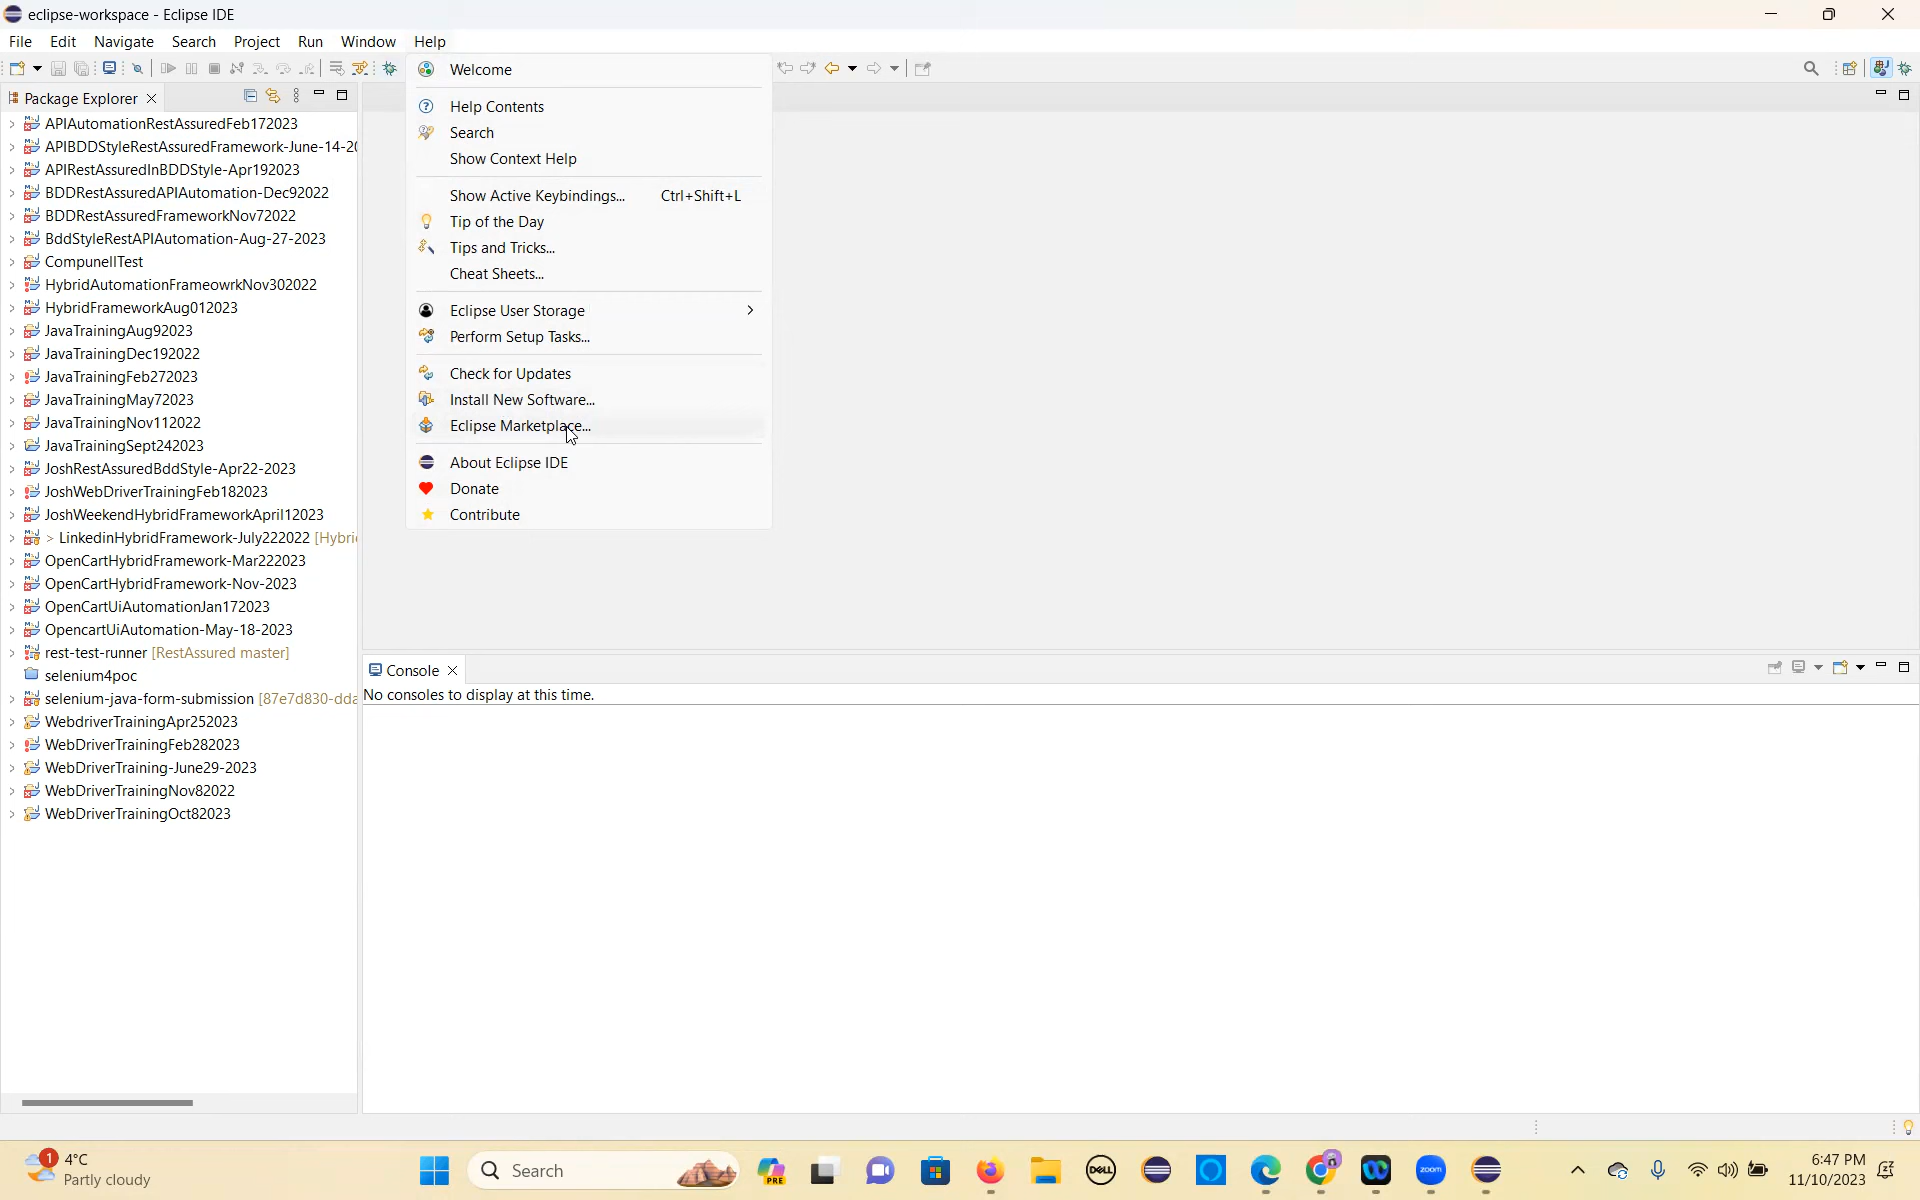 eclipse-workspace - Eclipse IDE
File Edit Navigate Search Project Run Window Help
Package Explorer
APIAutomationRestAssuredFeb172023
APIBDDStyleRestAssuredFramework-June-14-20
APIRestAssuredInBDDStyle-Apr192023
BDDRestAssuredAPIAutomation-Dec92022
BDDRestAssuredFrameworkNov72022
BddStyleRestAPIAutomation-Aug-27-2023
CompunellTest
HybridAutomationFrameowrkNov302022
HybridFrameworkAug012023
JavaTrainingAug92023
JavaTrainingDec192022
JavaTrainingFeb272023
JavaTrainingMay72023
JavaTrainingNov112022
JavaTrainingSept242023
JoshRestAssuredBddStyle-Apr22-2023
JoshWebDriverTrainingFeb182023
JoshWeekendHybridFrameworkApril12023
> LinkedinHybridFramework-July222022 [Hybri
OpenCartHybridFramework-Mar222023
OpenCartHybridFramework-Nov-2023
OpenCartUiAutomationJan172023
OpencartUiAutomation-May-18-2023
rest-test-runner [RestAssured master]
selenium4poc
selenium-java-form-submission [87e7d830-dda
WebdriverTrainingApr252023
WebDriverTrainingFeb282023
WebDriverTraining-June29-2023
WebDriverTrainingNov82022
WebDriverTrainingOct82023
Welcome
Help Contents
Search
Show Context Help
Show Active Keybindings... Ctrl+Shift+L
Tip of the Day
Tips and Tricks...
Cheat Sheets...
Eclipse User Storage
Perform Setup Tasks...
Check for Updates
Install New Software...
Eclipse Marketplace...
About Eclipse IDE
Donate
Contribute
Console
No consoles to display at this time.
1
4°C
Partly cloudy
Search
PRE
DELL
zoom
6:47 PM
11/10/2023